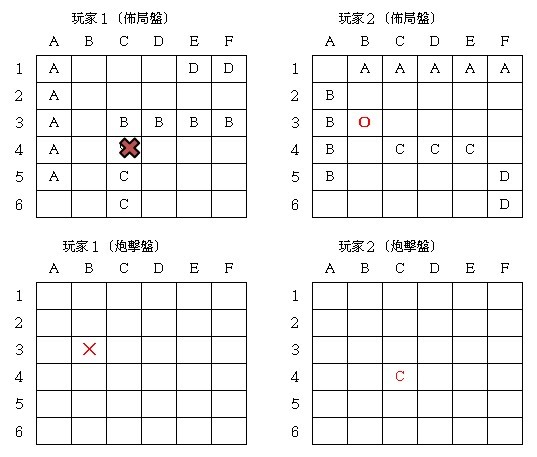 玩家1〔佈局盤〕 玩家2〔佈局盤〕
A B C D E F A B C D E F
1 A D D 1 A A A A A
2 A 2 B
3 A B B B B 3 B O
4 A 4 B C C C
5 A C 5 B D
6 C 6 D
玩家1〔炮擊盤〕 玩家2〔炮擊盤〕
A B C D E F A B C D E F
1 1
2 2
3 × 3
4 4 C
5 5
6 6